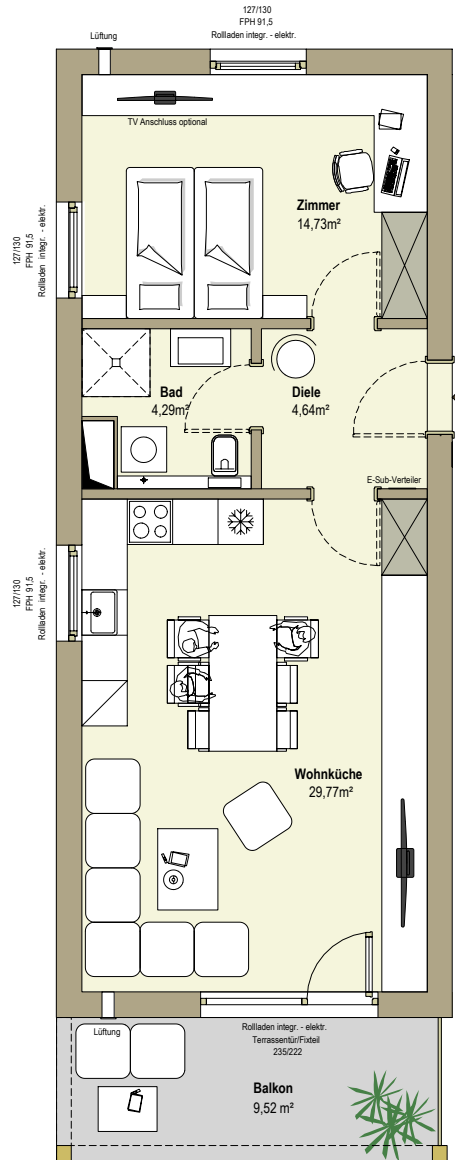 127/130
FPH 91,5
Rollladen integr. - elektr.
Lüftung
TV Anschluss optional
Zimmer
14,73m²
127/130
FPH 91,5
Rollladen integr. - elektr.
Bad
4,29m²
Diele
4,64m²
E-Sub-Verteiler
127/130
FPH 91,5
Rollladen integr. - elektr.
Wohnküche
29,77m²
Lüftung
Rollladen integr. - elektr.
Terrassentür/Fixteil
235/222
Balkon
9,52 m²